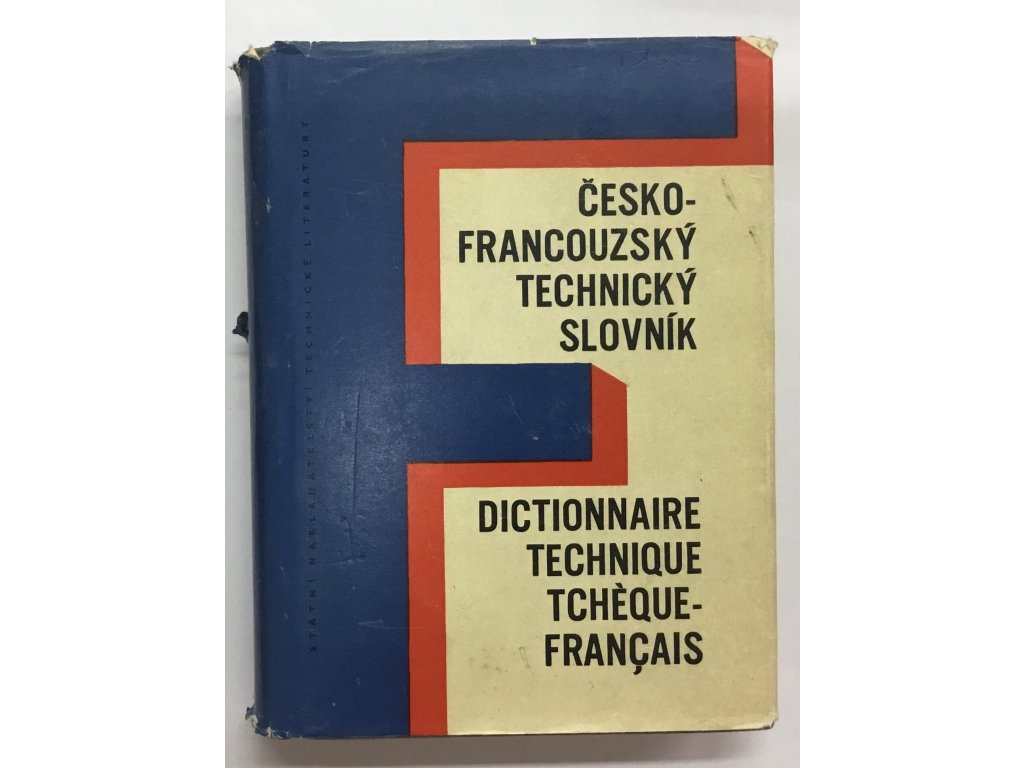 STÁTNÍ NAKLADATELSTVÍ TECHNICKÉ LITERATURY
ČESKO-
FRANCOUZSKÝ
TECHNICKÝ
SLOVNÍK
DICTIONNAIRE
TECHNIQUE
TCHÈQUE-
FRANÇAIS